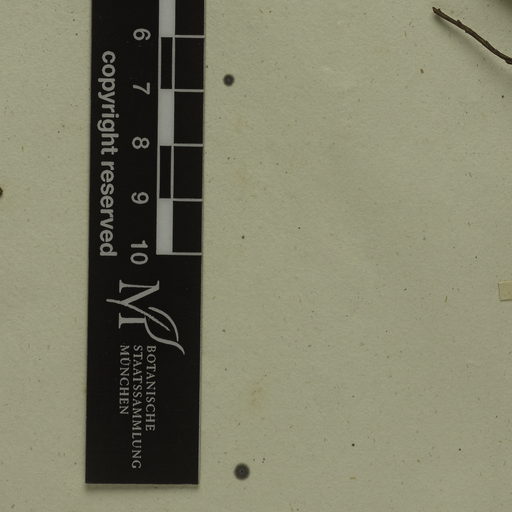 6
7
8
9
10
copyright reserved
M
BOTANISCHE
STAATSSAMMLUNG
MÜNCHEN